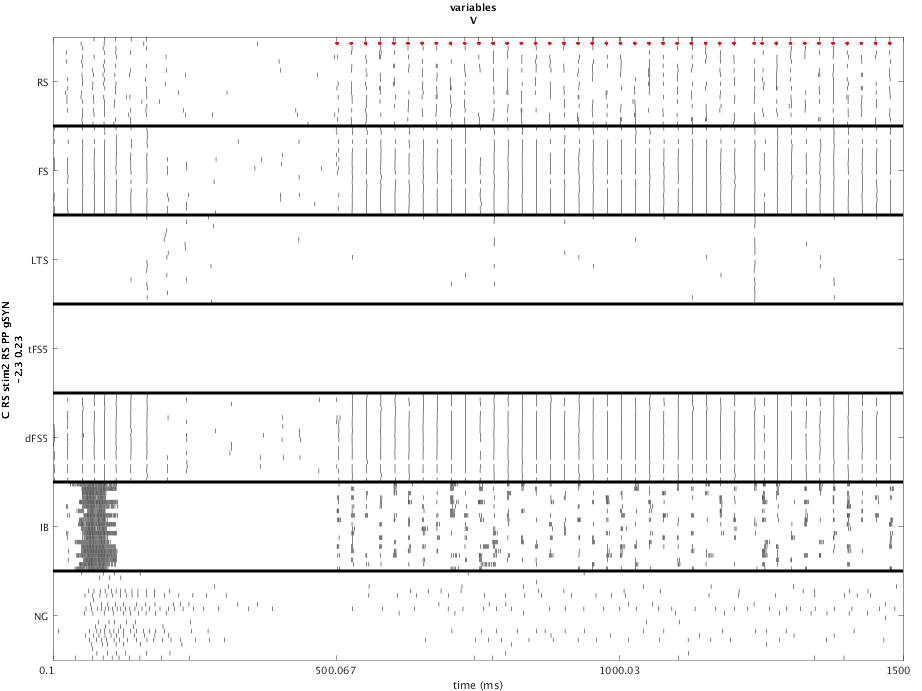 variables
V
RS
FS
LTS
tFS5
dFS5
IB
NG
C RS stim2 RS PP gSYN
-2.3 0.23
0.1
500.067
1000.03
1500
time (ms)